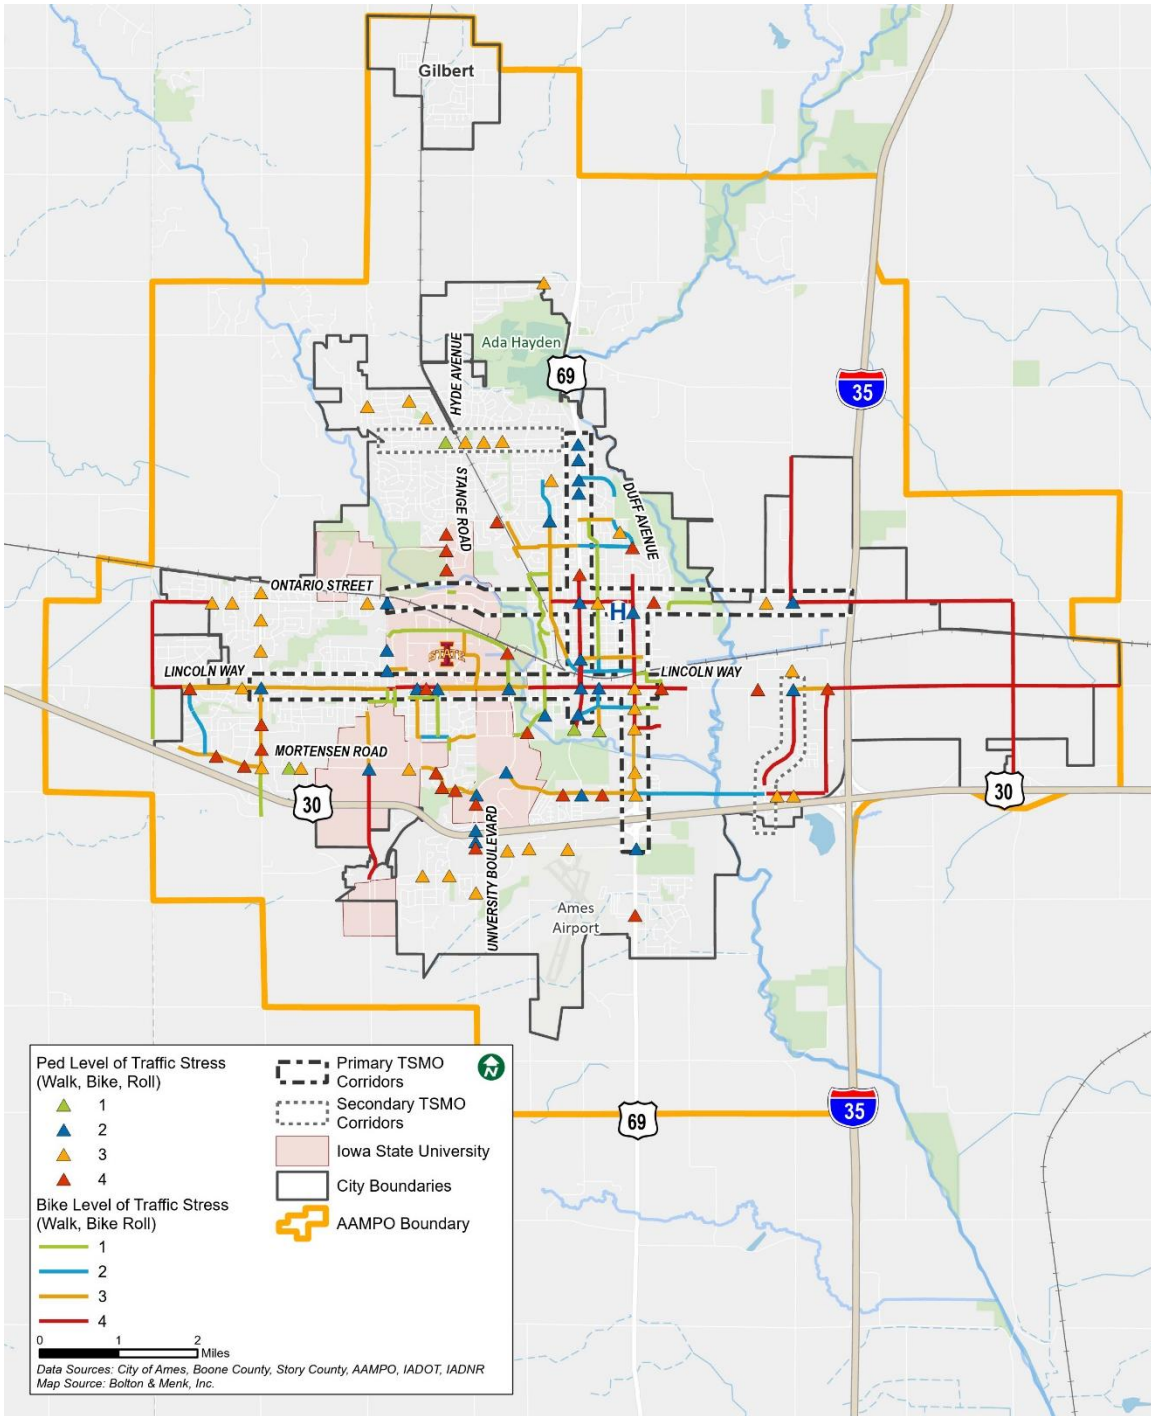 Gilbert
Ada Hayden
69
35
HYDE AVENUE
STANGE ROAD
DUFF AVENUE
ONTARIO STREET
H
I
STATE
LINCOLN WAY
LINCOLN WAY
MORTENSEN ROAD
30
30
UNIVERSITY BOULEVARD
Ames
Airport
69
35
Ped Level of Traffic Stress
(Walk, Bike, Roll)
1
2
3
4
Bike Level of Traffic Stress
(Walk, Bike Roll)
1
2
3
4
0 1 2
Miles
Primary TSMO
Corridors
N
Secondary TSMO
Corridors
Iowa State University
City Boundaries
AAMPO Boundary
Data Sources: City of Ames, Boone County, Story County, AAMPO, IADOT, IADNR
Map Source: Bolton & Menk, Inc.